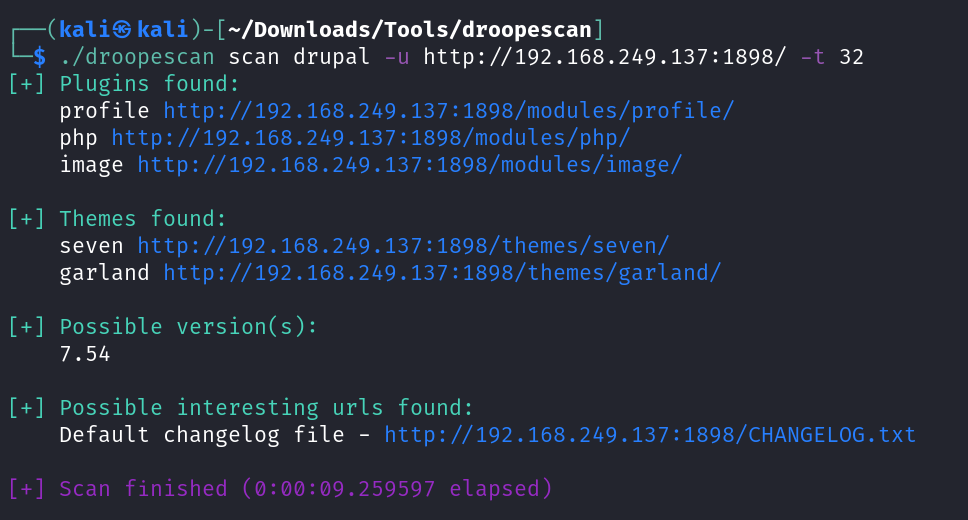 ┌──(kali㉿kali)-[~/Downloads/Tools/droopescan]
└─$ ./droopescan scan drupal -u http://192.168.249.137:1898/ -t 32
[+] Plugins found:
    profile http://192.168.249.137:1898/modules/profile/
    php http://192.168.249.137:1898/modules/php/
    image http://192.168.249.137:1898/modules/image/

[+] Themes found:
    seven http://192.168.249.137:1898/themes/seven/
    garland http://192.168.249.137:1898/themes/garland/

[+] Possible version(s):
    7.54

[+] Possible interesting urls found:
    Default changelog file - http://192.168.249.137:1898/CHANGELOG.txt

[+] Scan finished (0:00:09.259597 elapsed)